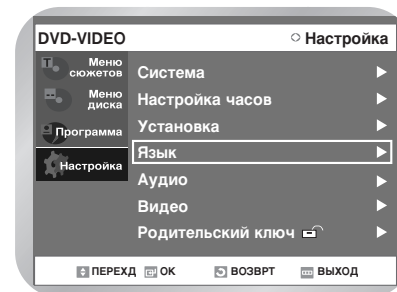 DVD-VIDEO
Настройка
Меню
сюжетов
Меню
диска
Программа
Настройка
Система
Настройка часов
Установка
Язык
Аудио
Видео
Родительский ключ
ПЕРЕХД OK ВОЗВРТ ВЫХОД